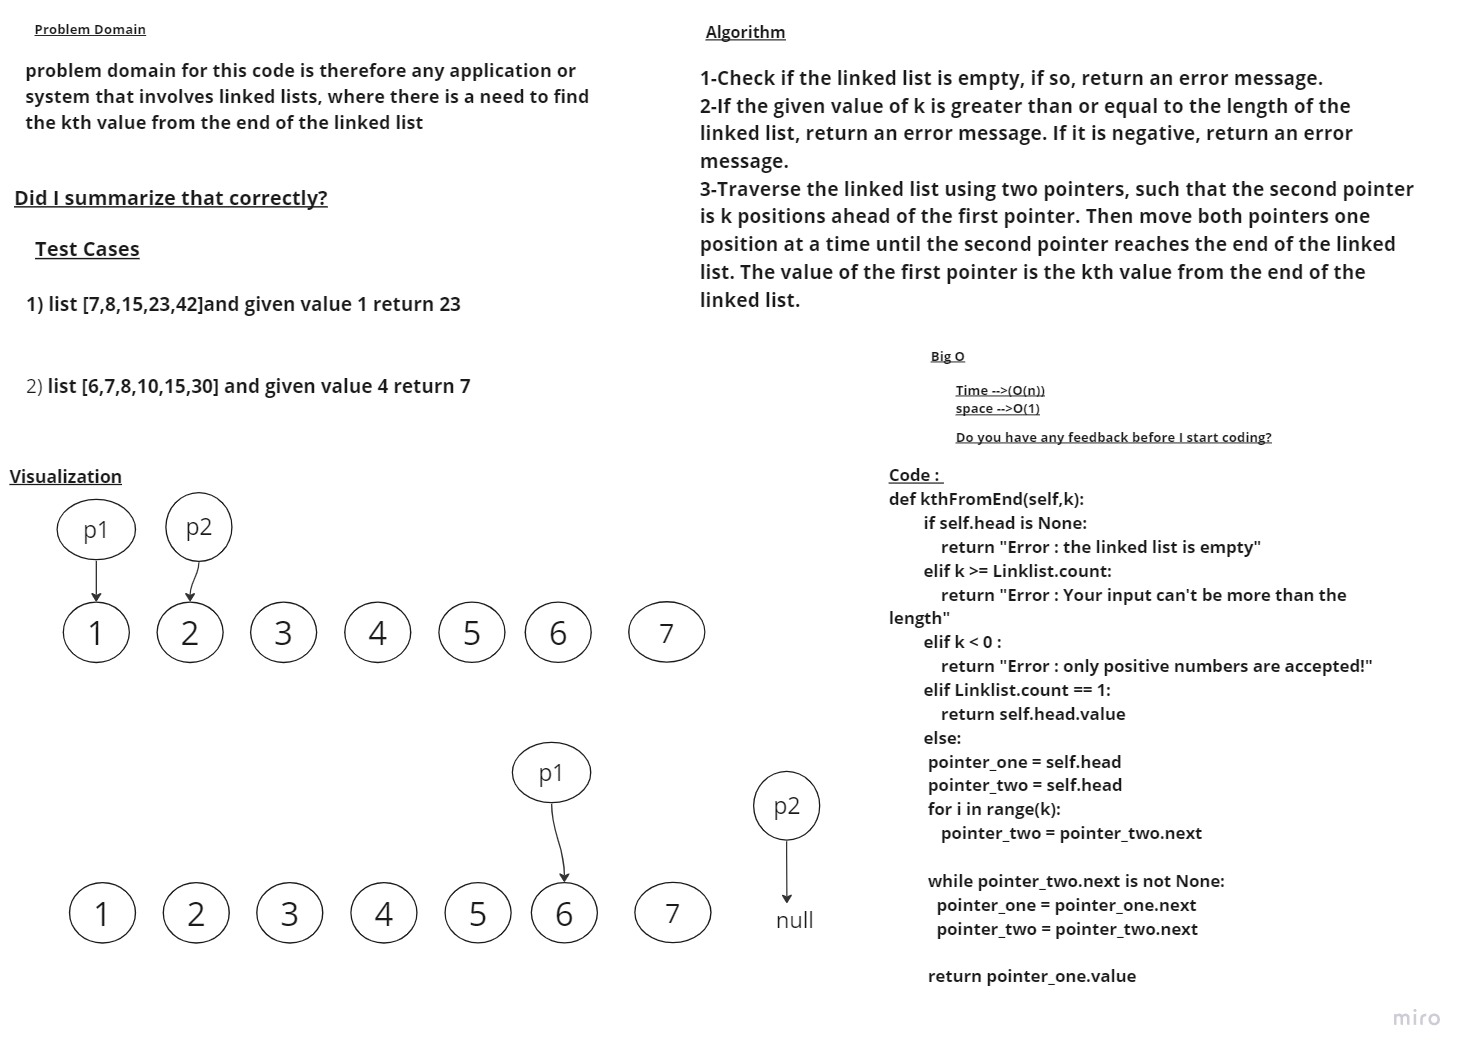 Problem Domain
problem domain for this code is therefore any application or
system that involves linked lists, where there is a need to find
the kth value from the end of the linked list
Did I summarize that correctly?
Test Cases
1) list [7,8,15,23,42]and given value 1 return 23
2) list [6,7,8,10,15,30] and given value 4 return 7
Algorithm
1-Check if the linked list is empty, if so, return an error message.
2-If the given value of k is greater than or equal to the length of the
linked list, return an error message. If it is negative, return an error
message.
3-Traverse the linked list using two pointers, such that the second pointer
is k positions ahead of the first pointer. Then move both pointers one
position at a time until the second pointer reaches the end of the linked
list. The value of the first pointer is the kth value from the end of the
linked list.
Big O
Time -->(O(n))
space -->O(1)
Do you have any feedback before I start coding?
Visualization
p1 p2
1 2 3 4 5 6 7
p1
p2
1 2 3 4 5 6 7
null
Code :
def kthFromEnd(self,k):
if self.head is None:
return "Error : the linked list is empty"
elif k >= Linklist.count:
return "Error : Your input can't be more than the
length"
elif k < 0 :
return "Error : only positive numbers are accepted!"
elif Linklist.count == 1:
return self.head.value
else:
pointer_one = self.head
pointer_two = self.head
for i in range(k):
pointer_two = pointer_two.next
while pointer_two.next is not None:
pointer_one = pointer_one.next
pointer_two = pointer_two.next
return pointer_one.value
miro